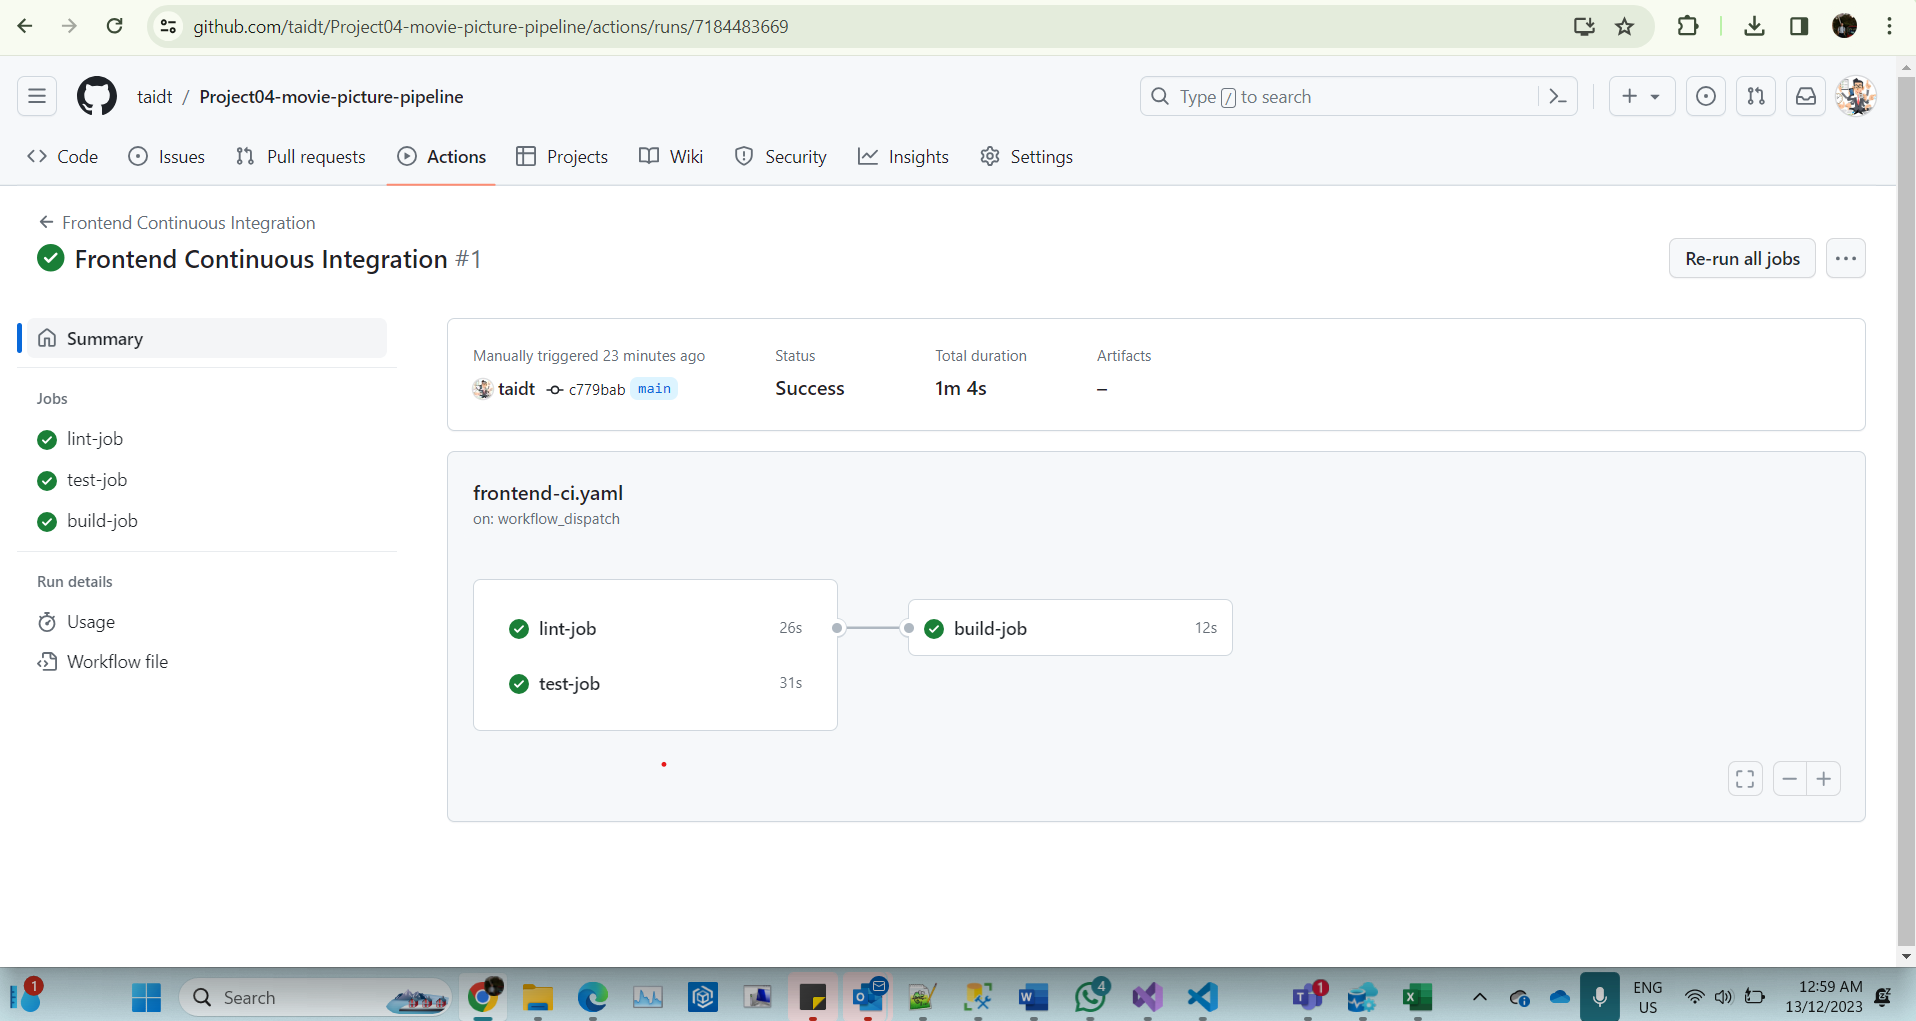 github.com/taidt/Project04-movie-picture-pipeline/actions/runs/7184483669
taidt / Project04-movie-picture-pipeline
Type / to search
Code Issues Pull requests Actions Projects Wiki Security Insights Settings
Frontend Continuous Integration
Frontend Continuous Integration #1
Re-run all jobs
Summary
Jobs
lint-job
test-job
build-job
Run details
Usage
Workflow file
Manually triggered 23 minutes ago
taidt c779bab main
Status
Success
Total duration
1m 4s
Artifacts
–
frontend-ci.yaml
on: workflow_dispatch
lint-job 26s
test-job 31s
build-job 12s
1
Search
4
1
ENG
US
12:59 AM
13/12/2023